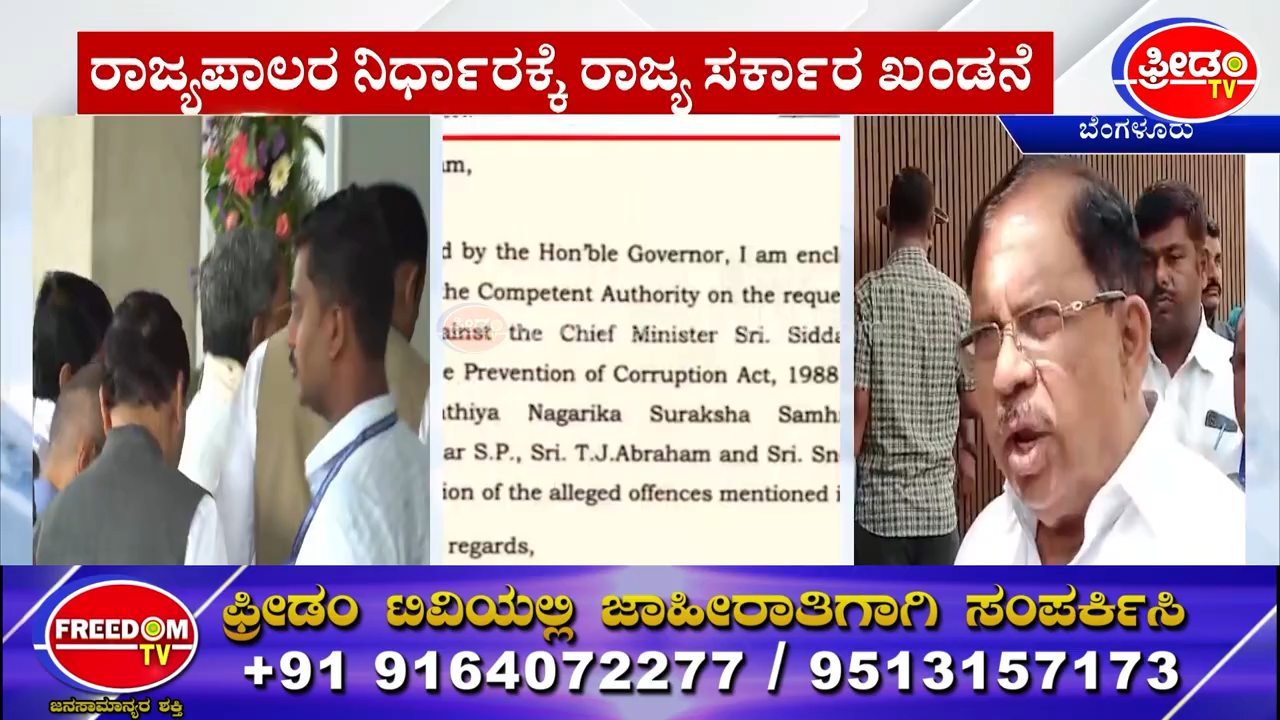 ರಾಜ್ಯಪಾಲರ ನಿರ್ಧಾರಕ್ಕೆ ರಾಜ್ಯ ಸರ್ಕಾರ ಖಂಡನೆ
ಫ್ರೀಡಂ
TV
ಬೆಂಗಳೂರು
am,
d by the Hon'ble Governor, I am encl
he Competent Authority on the reque
ainst the Chief Minister Sri. Sidda
e Prevention of Corruption Act, 1988
athiya Nagarika Suraksha Samh
ar S.P., Sri. T.J.Abraham and Sri. Sn
ion of the alleged offences mentioned i
regards,
FREEDOM
TV
ಜನಸಾಮಾನ್ಯರ ಶಕ್ತಿ
ಫ್ರೀಡಂ ಟಿವಿಯಲ್ಲಿ ಜಾಹೀರಾತಿಗಾಗಿ ಸಂಪರ್ಕಿಸಿ
+91 9164072277 / 9513157173